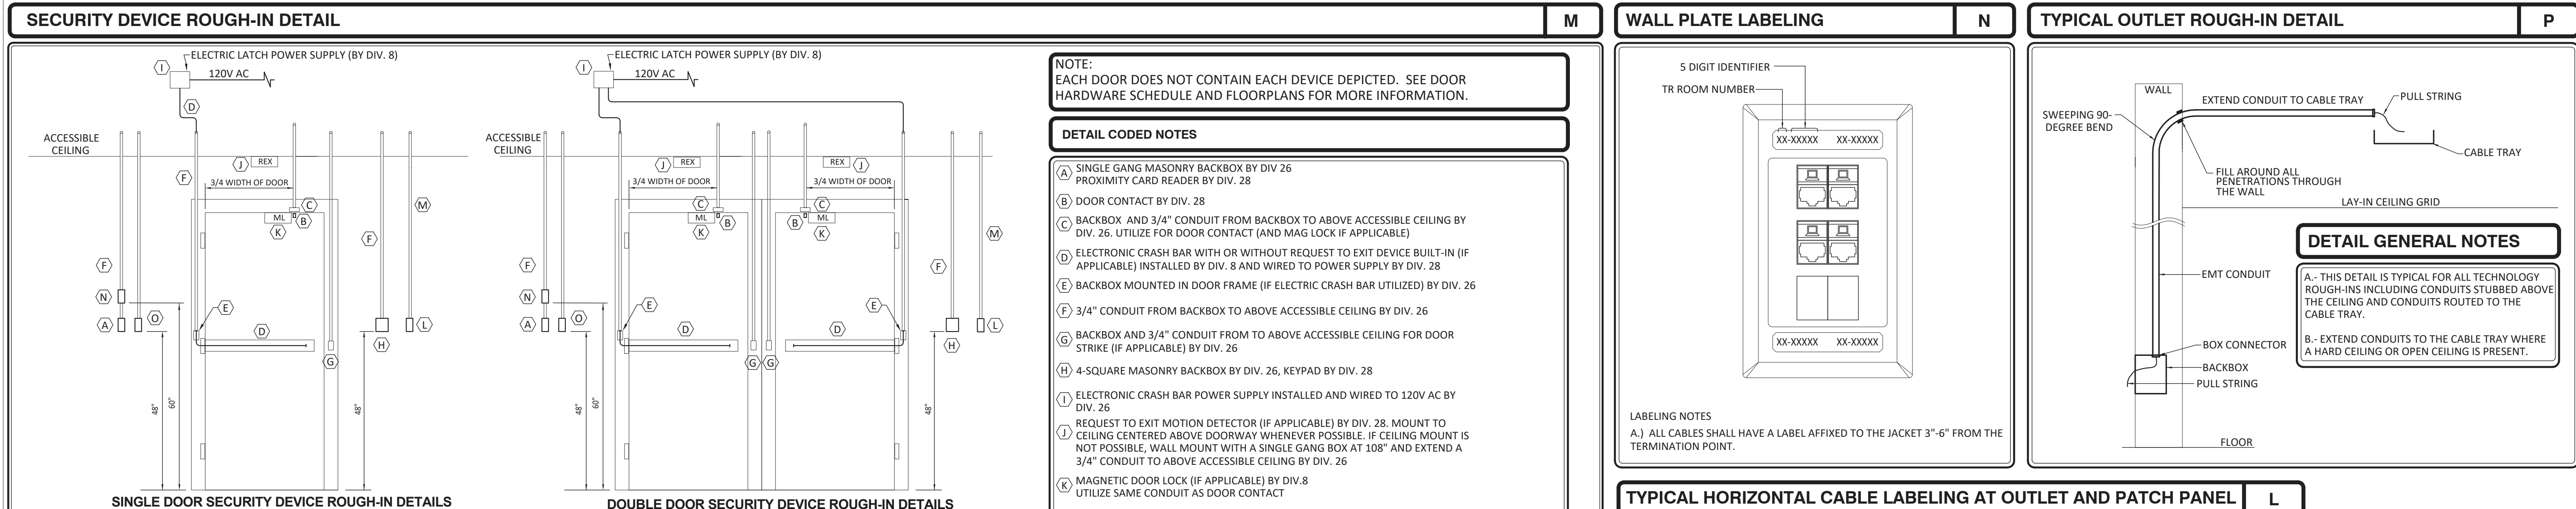 SECURITY DEVICE ROUGH-IN DETAIL
M
ELECTRIC LATCH POWER SUPPLY (BY DIV. 8)
I
120V AC
D
ACCESSIBLE
CEILING
J
REX
F
3/4 WIDTH OF DOOR
C
M
ML
B
K
F
F
N
E
A
O
D
L
H
G
48"
60"
48"
SINGLE DOOR SECURITY DEVICE ROUGH-IN DETAILS
ELECTRIC LATCH POWER SUPPLY (BY DIV. 8)
I
120V AC
ACCESSIBLE
CEILING
J
REX
REX
J
3/4 WIDTH OF DOOR
3/4 WIDTH OF DOOR
C
C
ML
B
B
ML
K
K
M
F
F
N
E
E
A
O
D
D
L
H
G
G
48"
60"
48"
DOUBLE DOOR SECURITY DEVICE ROUGH-IN DETAILS
NOTE:
EACH DOOR DOES NOT CONTAIN EACH DEVICE DEPICTED. SEE DOOR
HARDWARE SCHEDULE AND FLOORPLANS FOR MORE INFORMATION.
DETAIL CODED NOTES
A SINGLE GANG MASONRY BACKBOX BY DIV 26
PROXIMITY CARD READER BY DIV. 28
B DOOR CONTACT BY DIV. 28
C BACKBOX AND 3/4" CONDUIT FROM BACKBOX TO ABOVE ACCESSIBLE CEILING BY
DIV. 26. UTILIZE FOR DOOR CONTACT (AND MAG LOCK IF APPLICABLE)
D ELECTRONIC CRASH BAR WITH OR WITHOUT REQUEST TO EXIT DEVICE BUILT-IN (IF
APPLICABLE) INSTALLED BY DIV. 8 AND WIRED TO POWER SUPPLY BY DIV. 28
E BACKBOX MOUNTED IN DOOR FRAME (IF ELECTRIC CRASH BAR UTILIZED) BY DIV. 26
F 3/4" CONDUIT FROM BACKBOX TO ABOVE ACCESSIBLE CEILING BY DIV. 26
G BACKBOX AND 3/4" CONDUIT FROM TO ABOVE ACCESSIBLE CEILING FOR DOOR
STRIKE (IF APPLICABLE) BY DIV. 26
H 4-SQUARE MASONRY BACKBOX BY DIV. 26, KEYPAD BY DIV. 28
I ELECTRONIC CRASH BAR POWER SUPPLY INSTALLED AND WIRED TO 120V AC BY
DIV. 26
J REQUEST TO EXIT MOTION DETECTOR (IF APPLICABLE) BY DIV. 28. MOUNT TO
CEILING CENTERED ABOVE DOORWAY WHENEVER POSSIBLE. IF CEILING MOUNT IS
NOT POSSIBLE, WALL MOUNT WITH A SINGLE GANG BOX AT 108" AND EXTEND A
3/4" CONDUIT TO ABOVE ACCESSIBLE CEILING BY DIV. 26
K MAGNETIC DOOR LOCK (IF APPLICABLE) BY DIV.8
UTILIZE SAME CONDUIT AS DOOR CONTACT
WALL PLATE LABELING
N
5 DIGIT IDENTIFIER
TR ROOM NUMBER
XX-XXXXX XX-XXXXX
XX-XXXXX XX-XXXXX
LABELING NOTES
A.) ALL CABLES SHALL HAVE A LABEL AFFIXED TO THE JACKET 3"-6" FROM THE
TERMINATION POINT.
TYPICAL OUTLET ROUGH-IN DETAIL
P
WALL
EXTEND CONDUIT TO CABLE TRAY
PULL STRING
SWEEPING 90-
DEGREE BEND
CABLE TRAY
FILL AROUND ALL
PENETRATIONS THROUGH
THE WALL
LAY-IN CEILING GRID
DETAIL GENERAL NOTES
EMT CONDUIT
A.- THIS DETAIL IS TYPICAL FOR ALL TECHNOLOGY
ROUGH-INS INCLUDING CONDUITS STUBBED ABOVE
THE CEILING AND CONDUITS ROUTED TO THE
CABLE TRAY.
B.- EXTEND CONDUITS TO THE CABLE TRAY WHERE
A HARD CEILING OR OPEN CEILING IS PRESENT.
BOX CONNECTOR
BACKBOX
PULL STRING
FLOOR
TYPICAL HORIZONTAL CABLE LABELING AT OUTLET AND PATCH PANEL
L